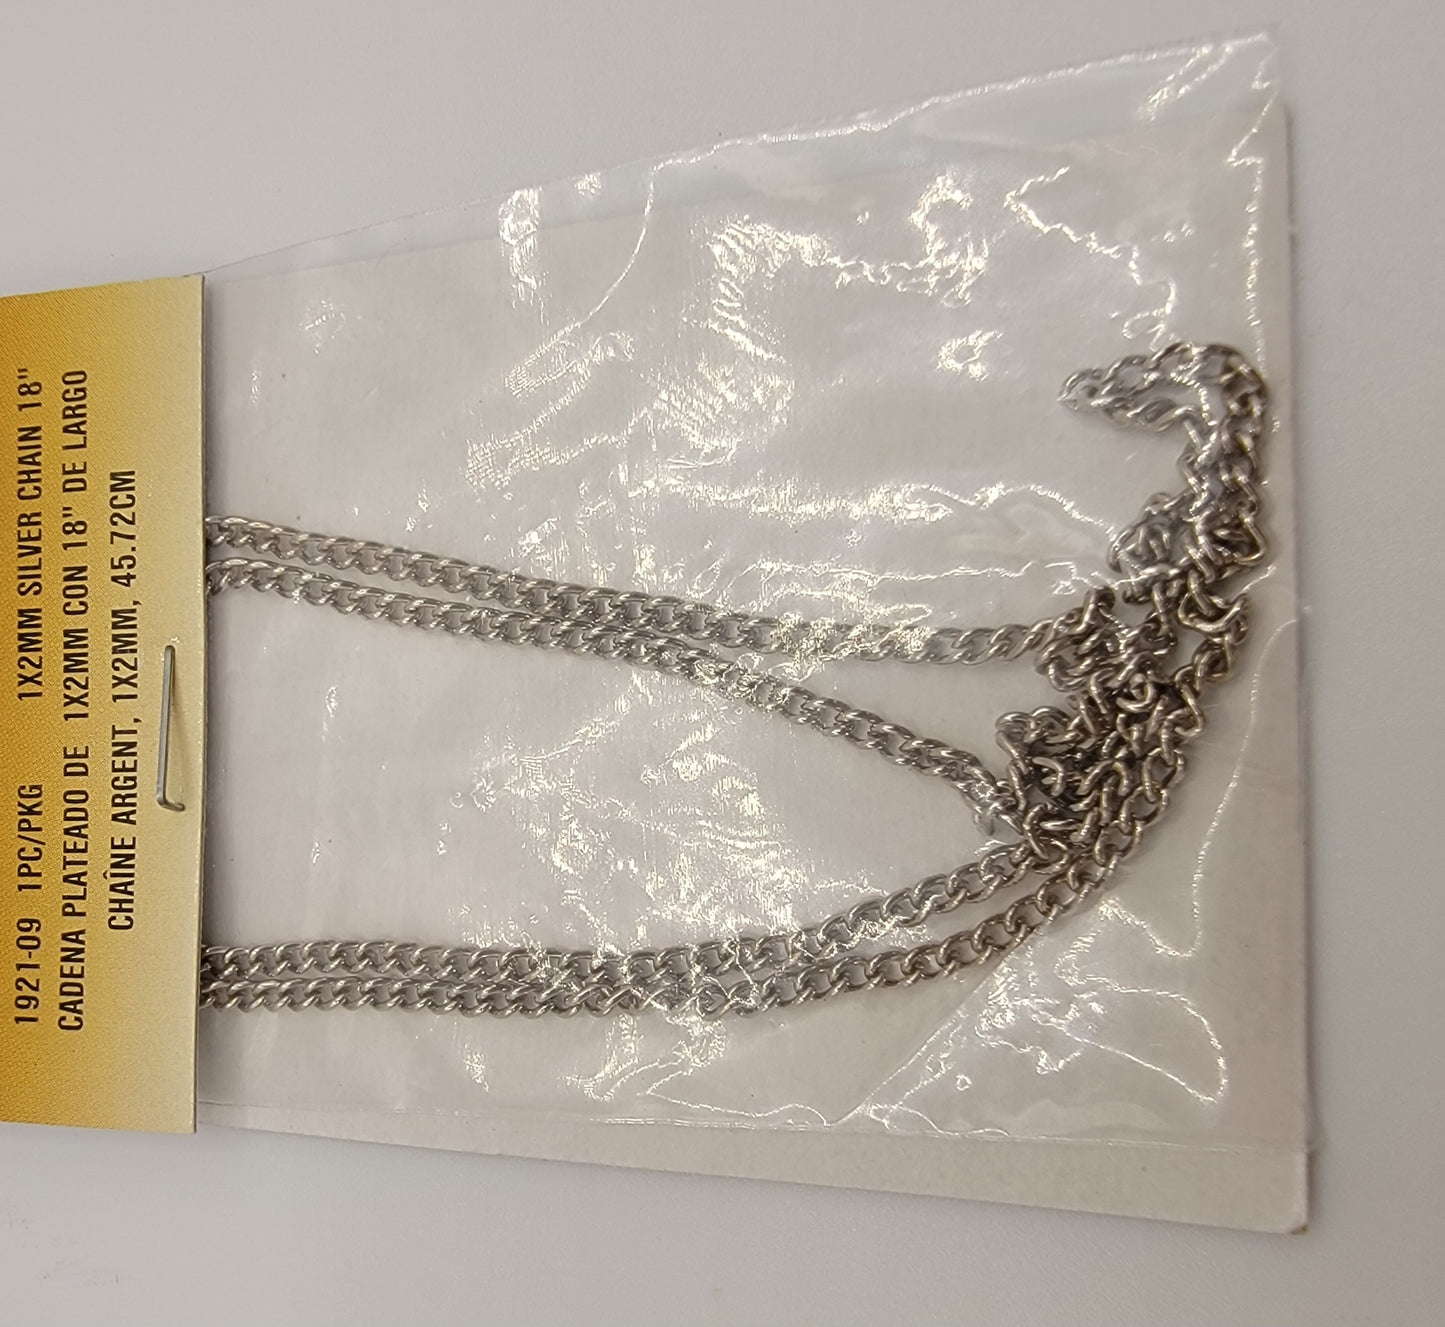 1921-09 1PC/PKG 1X2MM SILVER CHAIN 18"
CADENA PLATEADO DE 1X2MM CON 18" DE LARGO
CHAÎNE ARGENT, 1X2MM, 45.72CM